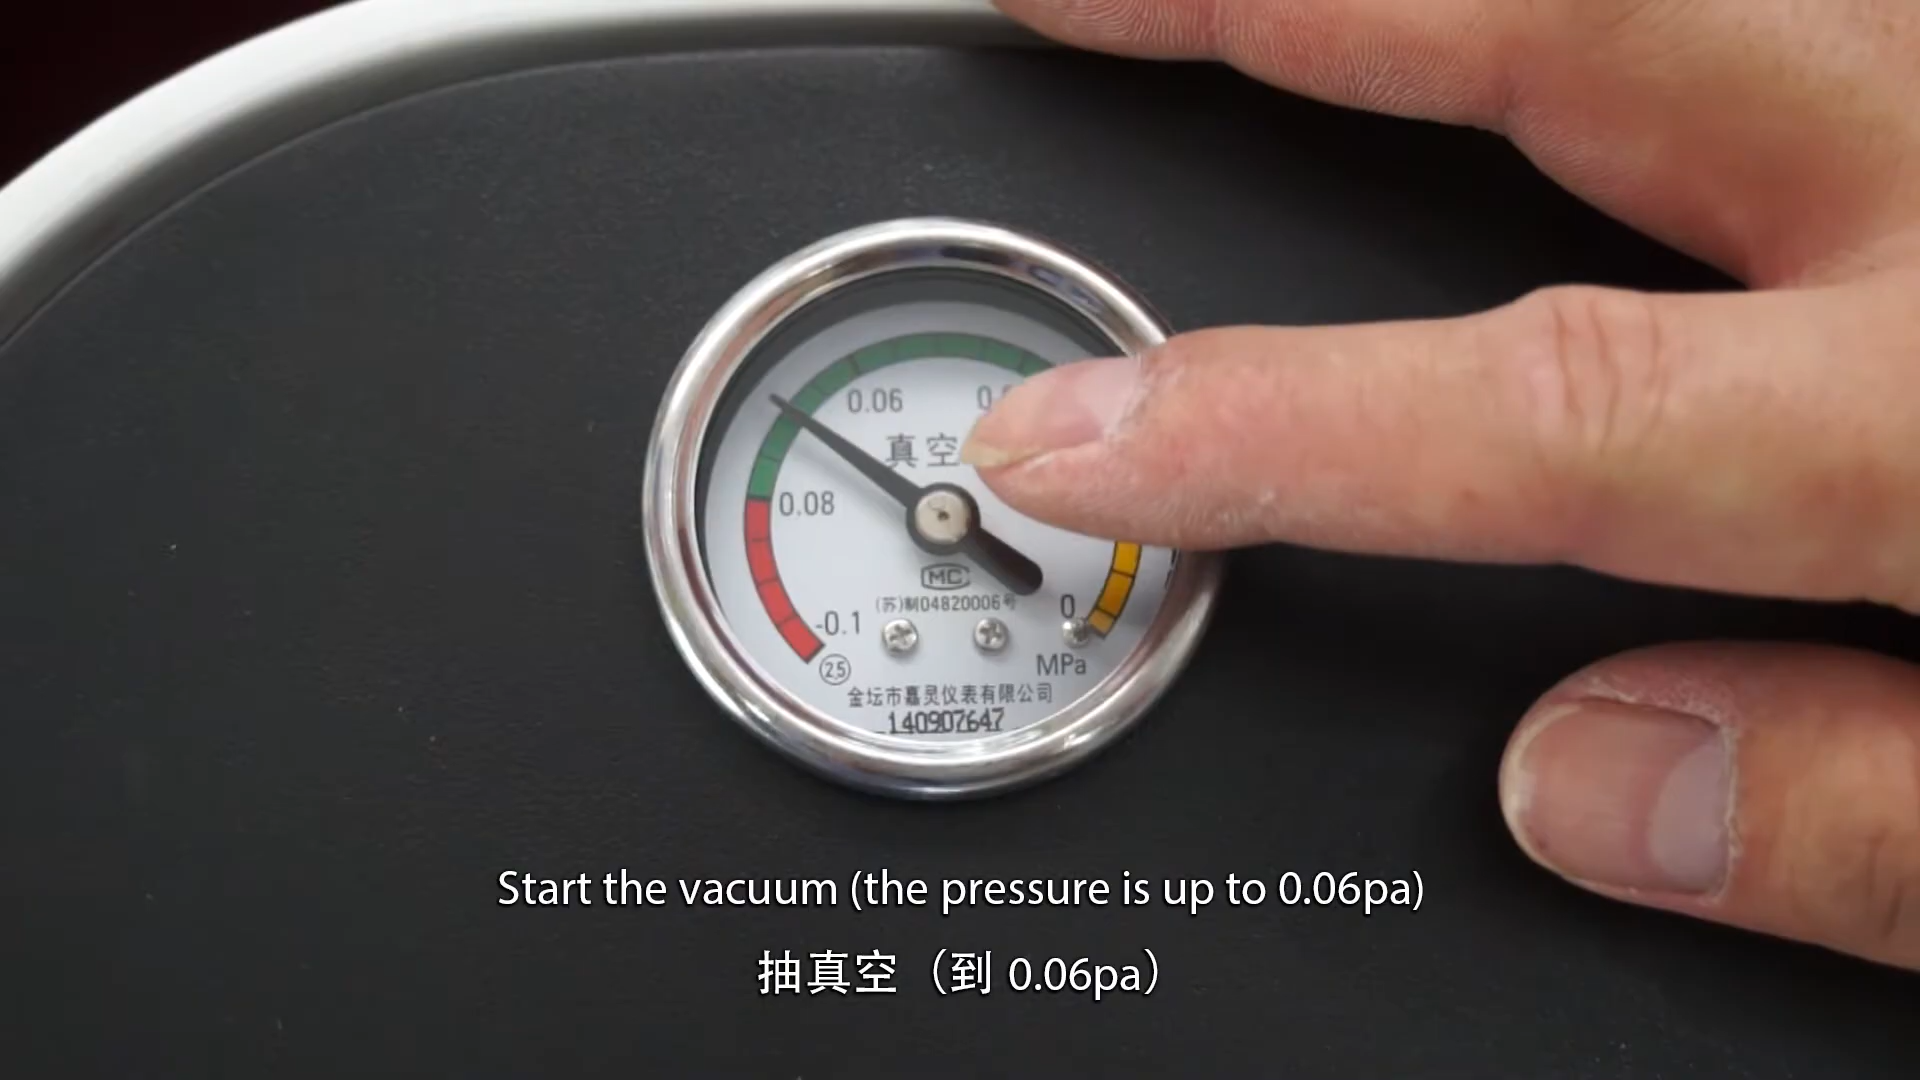 0.06
真空
0.08
MC
(苏)制04820006号
-0.1
0
2.5
MPa
金坛市嘉灵仪表有限公司
140907647
Start the vacuum (the pressure is up to 0.06pa)
抽真空（到 0.06pa）